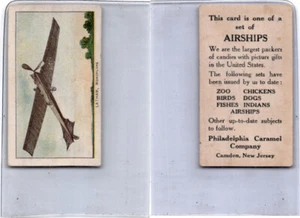 This card is one of a
set of
AIRSHIPS
We are the largest packers
of candies with picture gifts
in the United States.
The following sets have
been issued by us to date:
ZOO CHICKENS
BIRDS DOGS
FISHES INDIANS
AIRSHIPS
Other up-to-date subjects
to follow.
Philadelphia Caramel
Company
Camden, New Jersey